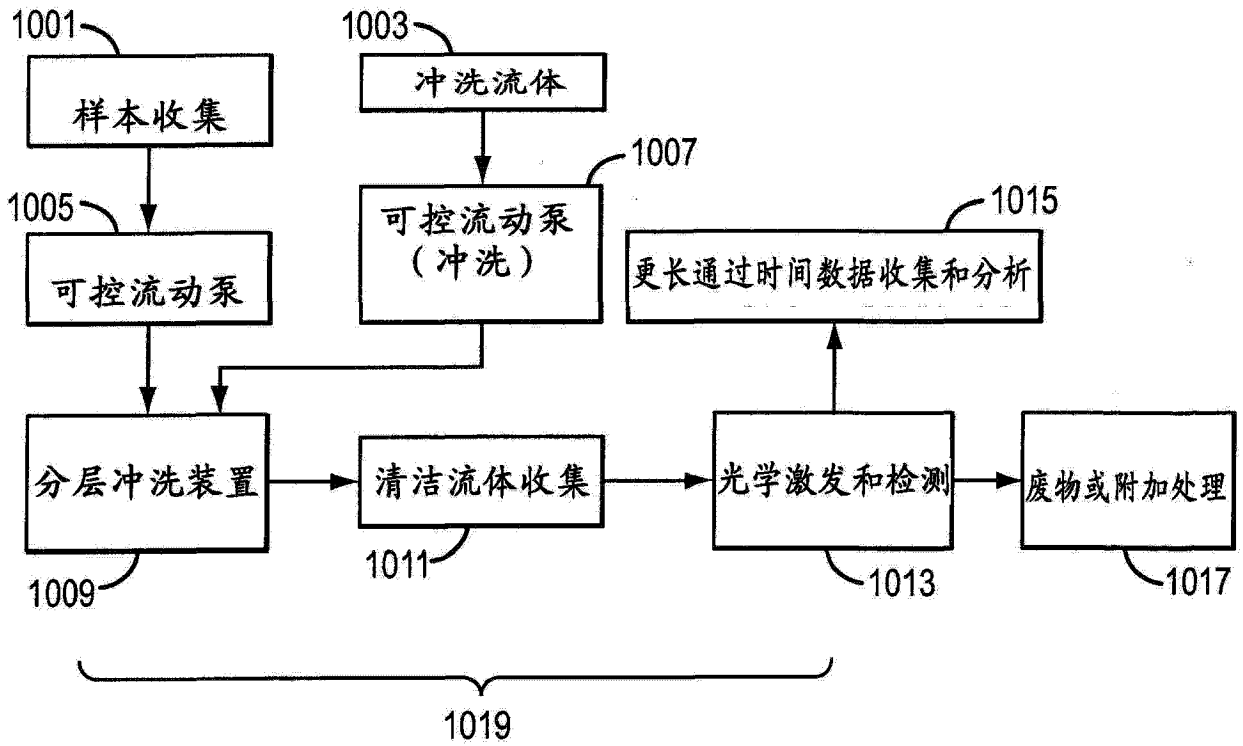 1001
样本收集
1003
冲洗流体
1005
可控流动泵
1007
可控流动泵
(冲洗)
1015
更长通过时间数据收集和分析
分层冲洗装置
1009
清洁流体收集
1011
光学激发和检测
1013
废物或附加处理
1017
1019